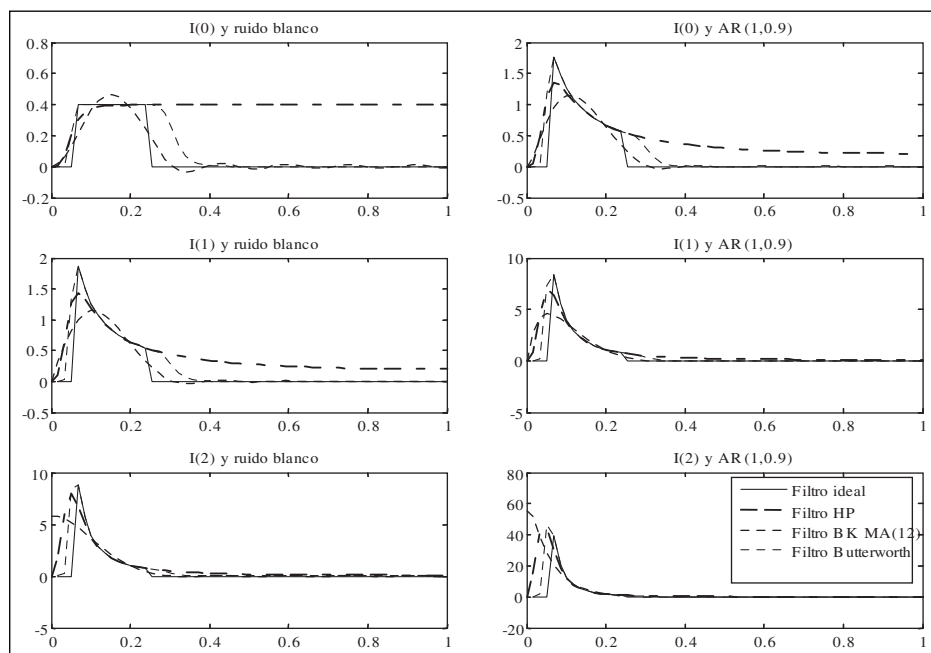 I(0) y ruido blanco
0.8
0.6
0.4
0.2
0
-0.2
0 0.2 0.4 0.6 0.8 1
I(0) y AR(1,0.9)
2
1.5
1
0.5
0
-0.5
0 0.2 0.4 0.6 0.8 1
I(1) y ruido blanco
2
1.5
1
0.5
0
-0.5
0 0.2 0.4 0.6 0.8 1
I(1) y AR(1,0.9)
10
5
0
-5
0 0.2 0.4 0.6 0.8 1
I(2) y ruido blanco
10
5
0
-5
0 0.2 0.4 0.6 0.8 1
I(2) y AR(1,0.9)
80
60
40
20
0
-20
0 0.2 0.4 0.6 0.8 1
Filtro ideal
Filtro HP
Filtro BK MA(12)
Filtro Butterworth